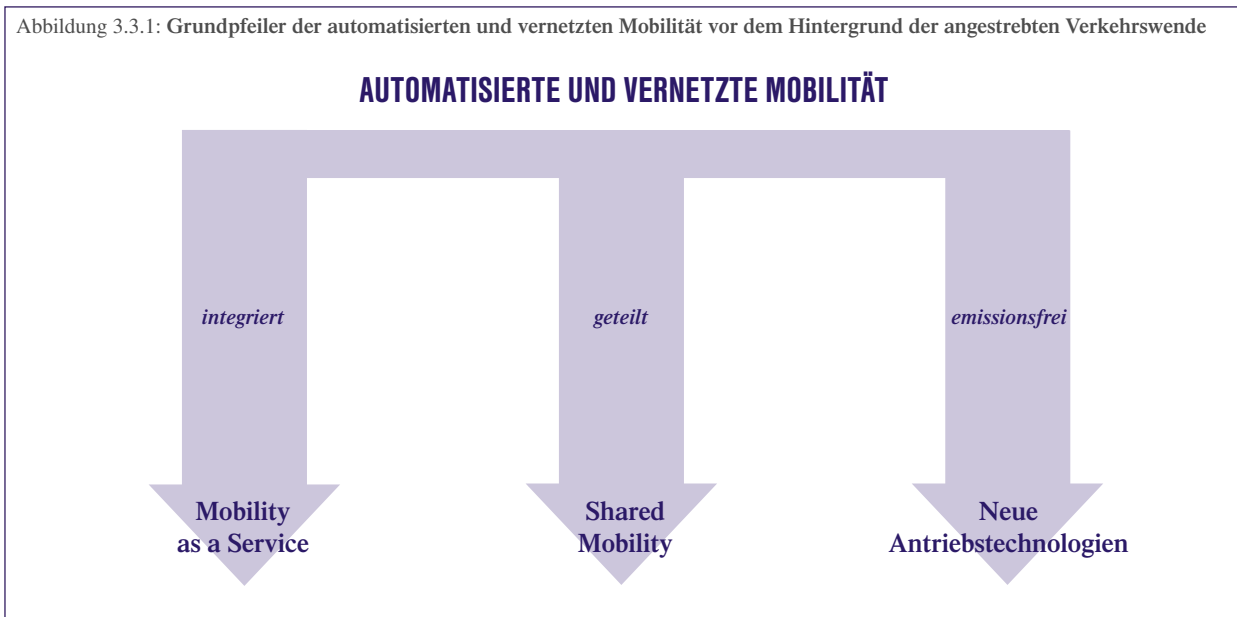 Abbildung 3.3.1: Grundpfeiler der automatisierten und vernetzten Mobilität vor dem Hintergrund der angestrebten Verkehrswende
AUTOMATISIERTE UND VERNETZTE MOBILITÄT
integriert
geteilt
emissionsfrei
Mobility
as a Service
Shared
Mobility
Neue
Antriebstechnologien